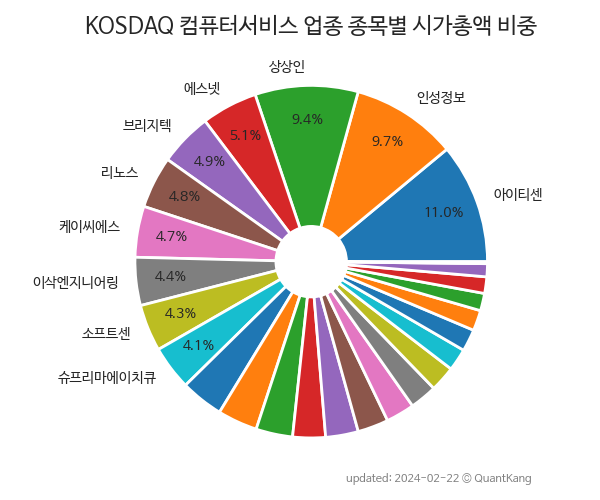 KOSDAQ 컴퓨터서비스 업종 종목별 시가총액 비중
상상인
에스넷
인성정보
브리지텍
리노스
아이티센
케이씨에스
이삭엔지니어링
소프트센
슈프리마에이치큐
9.4%
5.1%
9.7%
4.9%
4.8%
11.0%
4.7%
4.4%
4.3%
4.1%
updated: 2024-02-22 © QuantKang